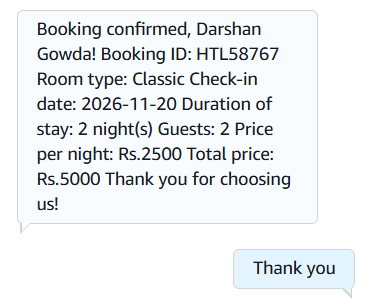 Booking confirmed, Darshan
Gowda! Booking ID: HTL58767
Room type: Classic Check-in
date: 2026-11-20 Duration of
stay: 2 night(s) Guests: 2 Price
per night: Rs.2500 Total price:
Rs.5000 Thank you for choosing
us!
Thank you